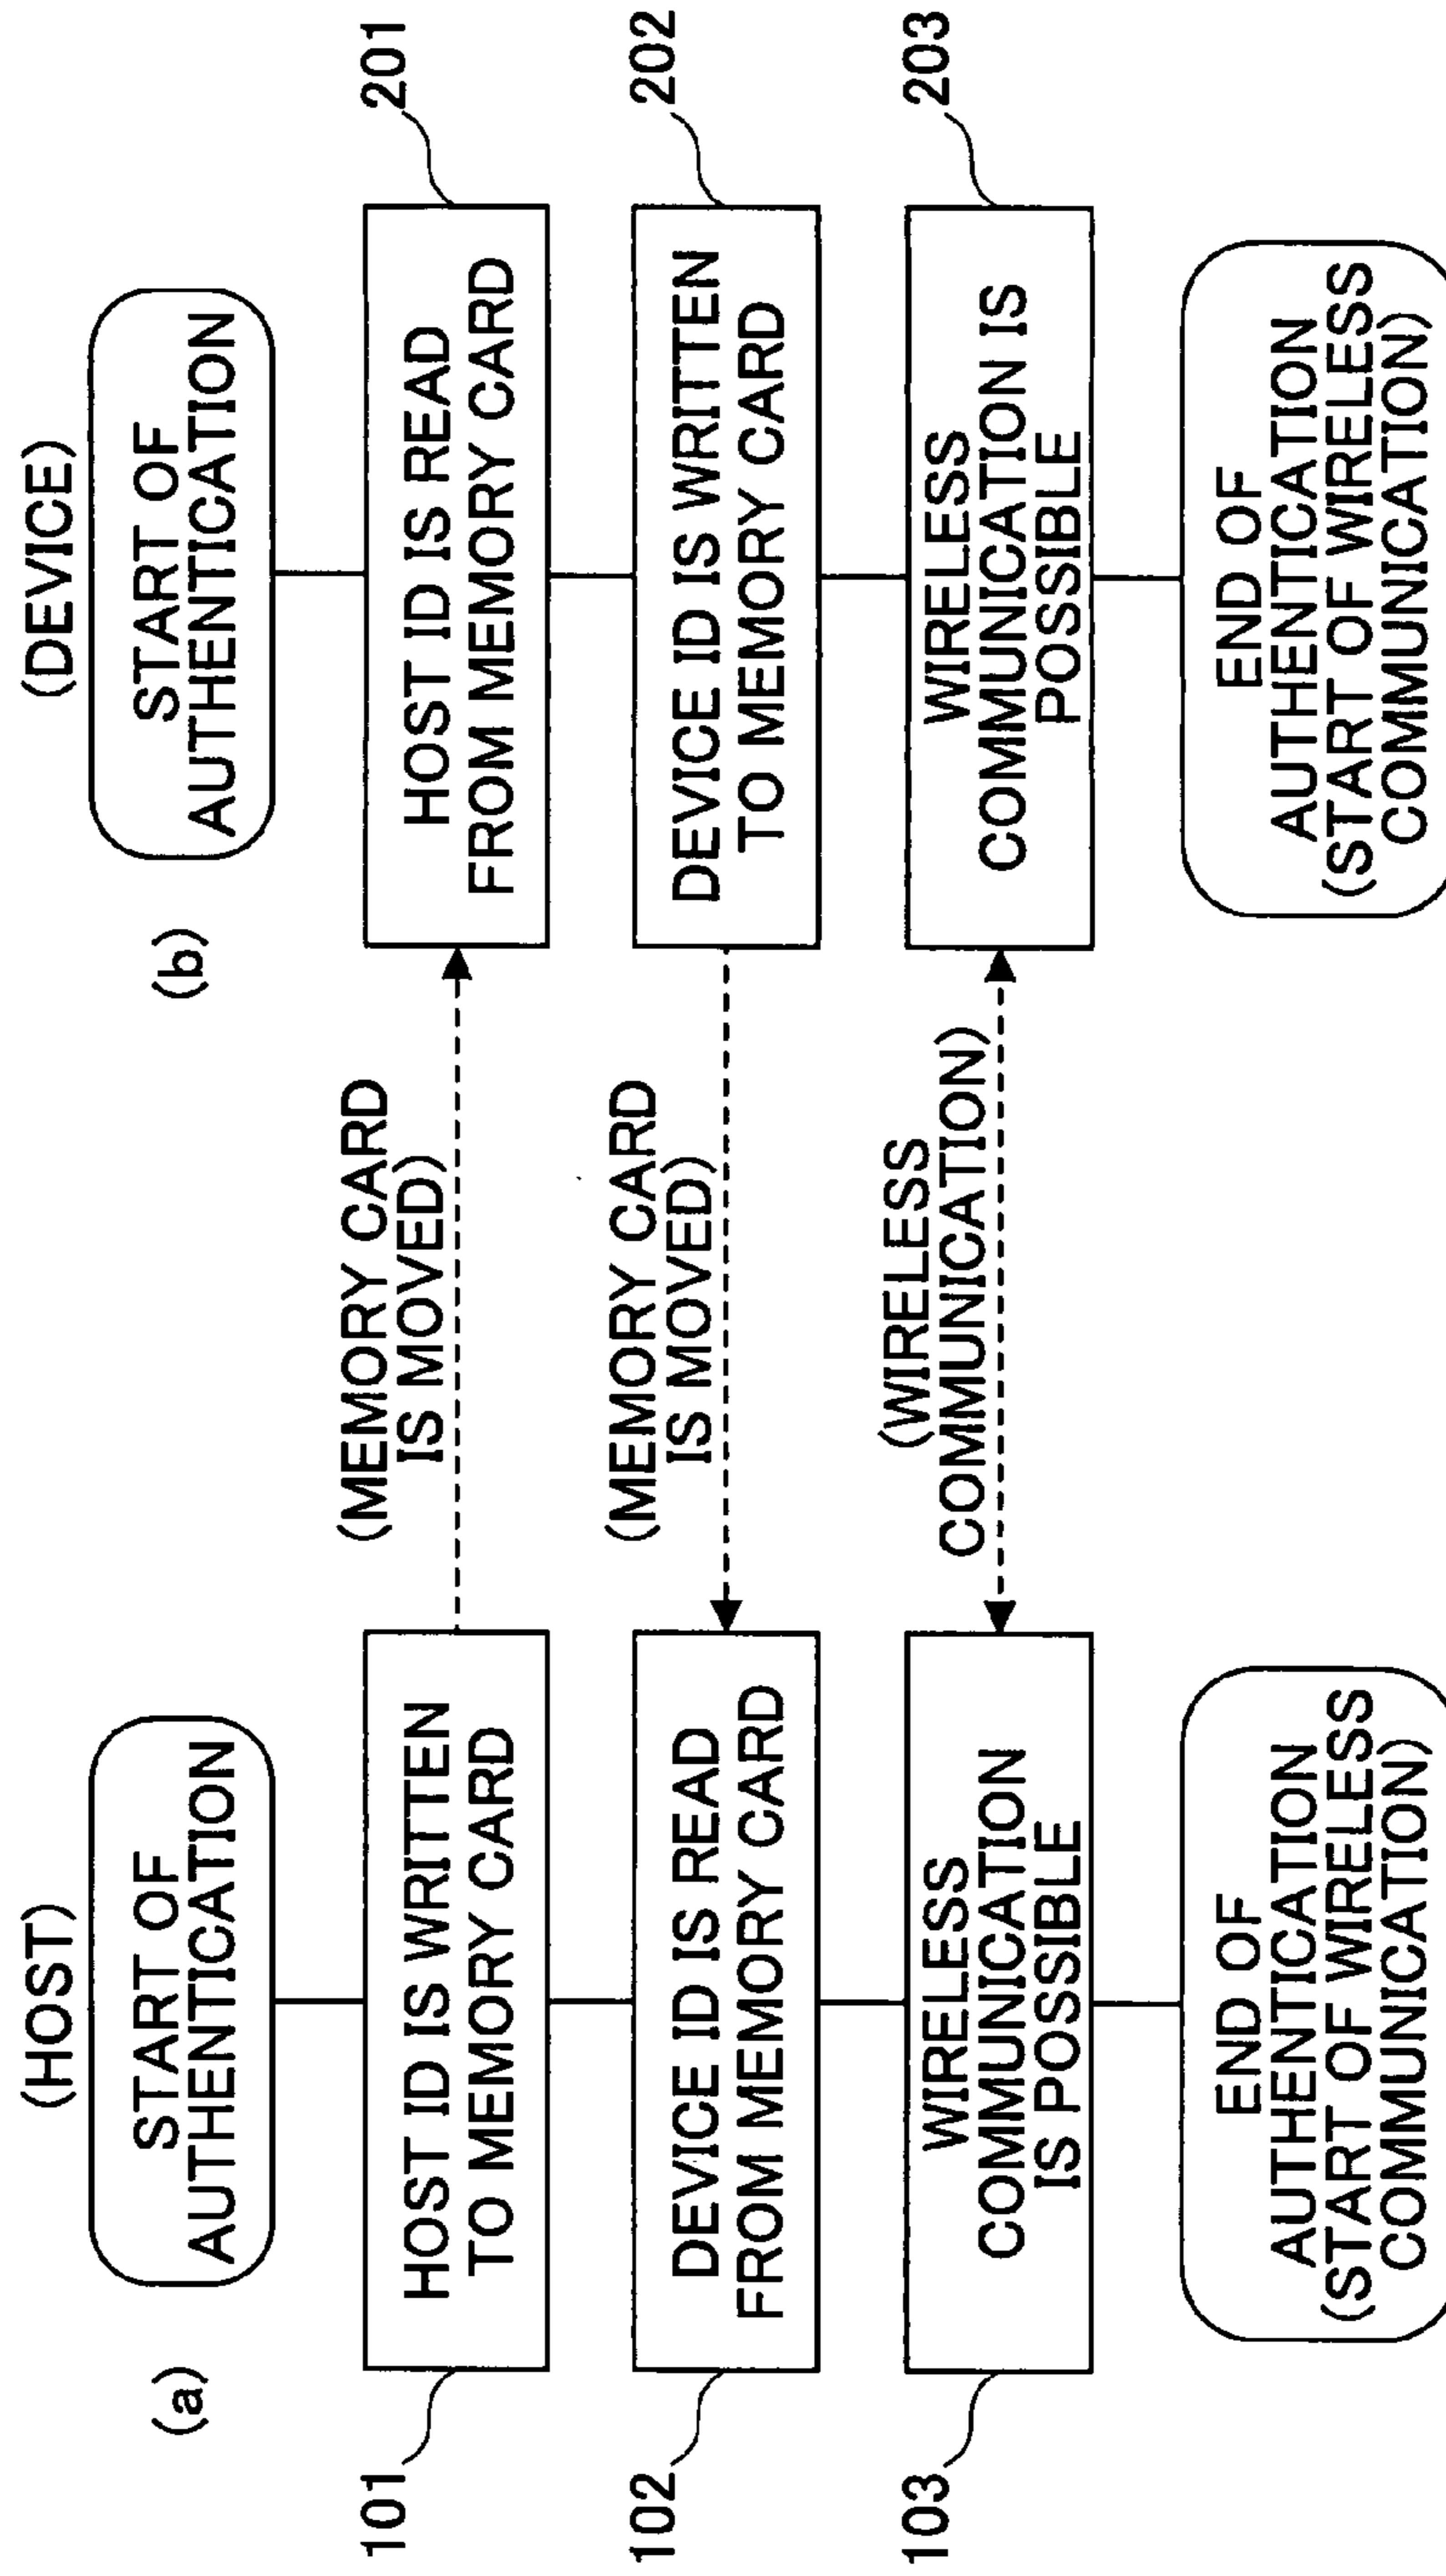 (a)
(HOST)
START OF
AUTHENTICATION
101
HOST ID IS WRITTEN
TO MEMORY CARD
102
DEVICE ID IS READ
FROM MEMORY CARD
103
WIRELESS
COMMUNICATION
IS POSSIBLE
END OF
AUTHENTICATION
(START OF WIRELESS
COMMUNICATION)
(MEMORY CARD
IS MOVED)
(MEMORY CARD
IS MOVED)
(WIRELESS
COMMUNICATION)
(b)
(DEVICE)
START OF
AUTHENTICATION
HOST ID IS READ
FROM MEMORY CARD
201
DEVICE ID IS WRITTEN
TO MEMORY CARD
202
WIRELESS
COMMUNICATION IS
POSSIBLE
203
END OF
AUTHENTICATION
(START OF WIRELESS
COMMUNICATION)